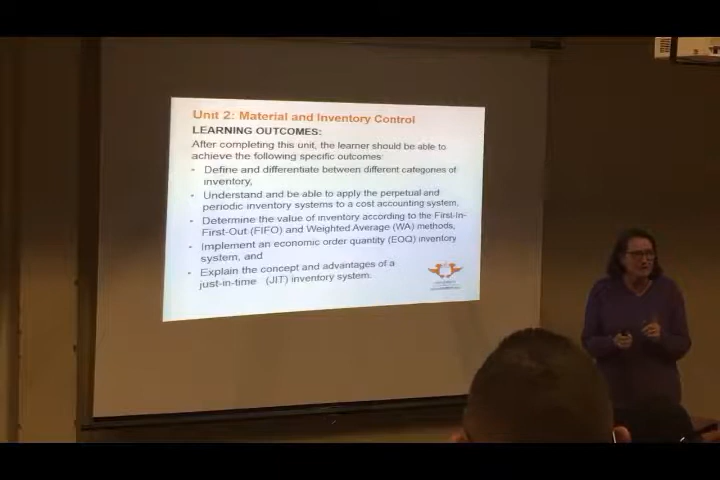 Unit 2: Material and Inventory Control
LEARNING OUTCOMES:
After completing this unit, the learner should be able to
achieve the following specific outcomes:
• Define and differentiate between different categories of
inventory,
• Understand and be able to apply the perpetual and
periodic inventory systems to a cost accounting system,
• Determine the value of inventory according to the First-In-
First-Out (FIFO) and Weighted Average (WA) methods,
• Implement an economic order quantity (EOQ) inventory
system, and
• Explain the concept and advantages of a
just-in-time (JIT) inventory system.